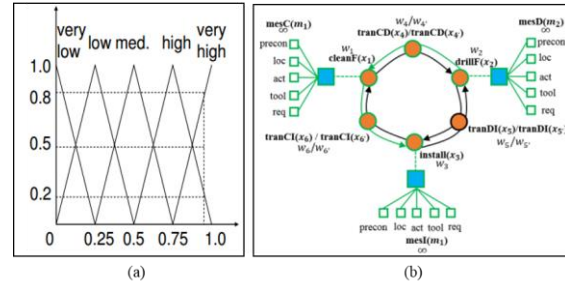 very low
low
med.
high
very high
1.0
0.8
0.5
0.2
0
0.25
0.5
0.75
1.0
(a)
w₄/w₄'
tranCD(x₄)/tranCD(x₄')
mesC(m₁)
∞
precon
loc
act
tool
req
w₁
cleanF(x₁)
w₂
drillF(x₂)
mesD(m₂)
∞
precon
loc
act
tool
req
tranCI(x₆) / tranCI(x₆')
w₆/w₆'
tranDI(x₅)/tranDI(x₅')
w₅/w₅'
install(x₃)
w₃
precon loc act tool req
mesI(m₁)
∞
(b)